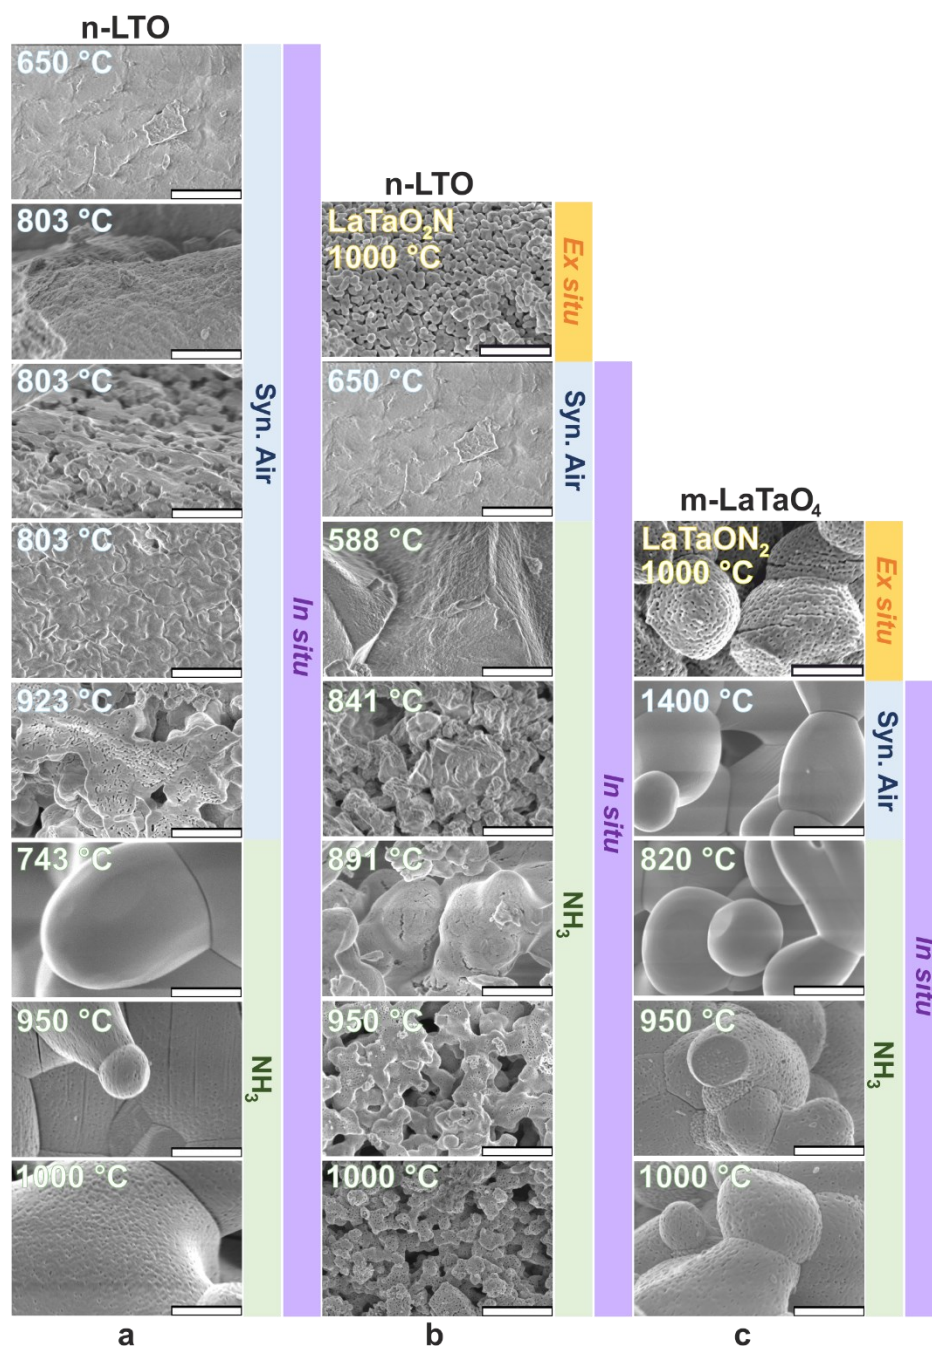 n-LTO
650 °C
803 °C
803 °C
803 °C
923 °C
743 °C
950 °C
1000 °C
Syn. Air
NH₃
In situ
a
n-LTO
LaTaO₂N
1000 °C
650 °C
588 °C
841 °C
891 °C
950 °C
1000 °C
Ex situ
Syn. Air
NH₃
In situ
b
m-LaTaO₄
LaTaON₂
1000 °C
1400 °C
820 °C
950 °C
1000 °C
Ex situ
Syn. Air
NH₃
In situ
c